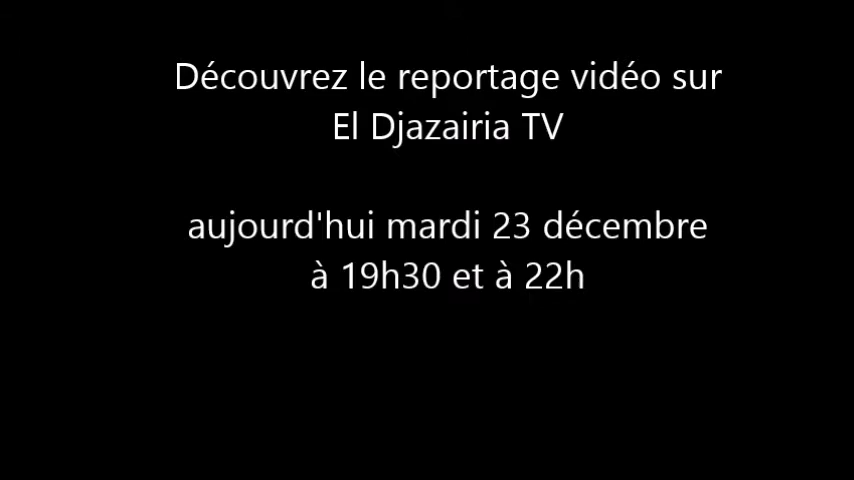 Découvrez le reportage vidéo sur
El Djazairia TV
aujourd'hui mardi 23 décembre
à 19h30 et à 22h